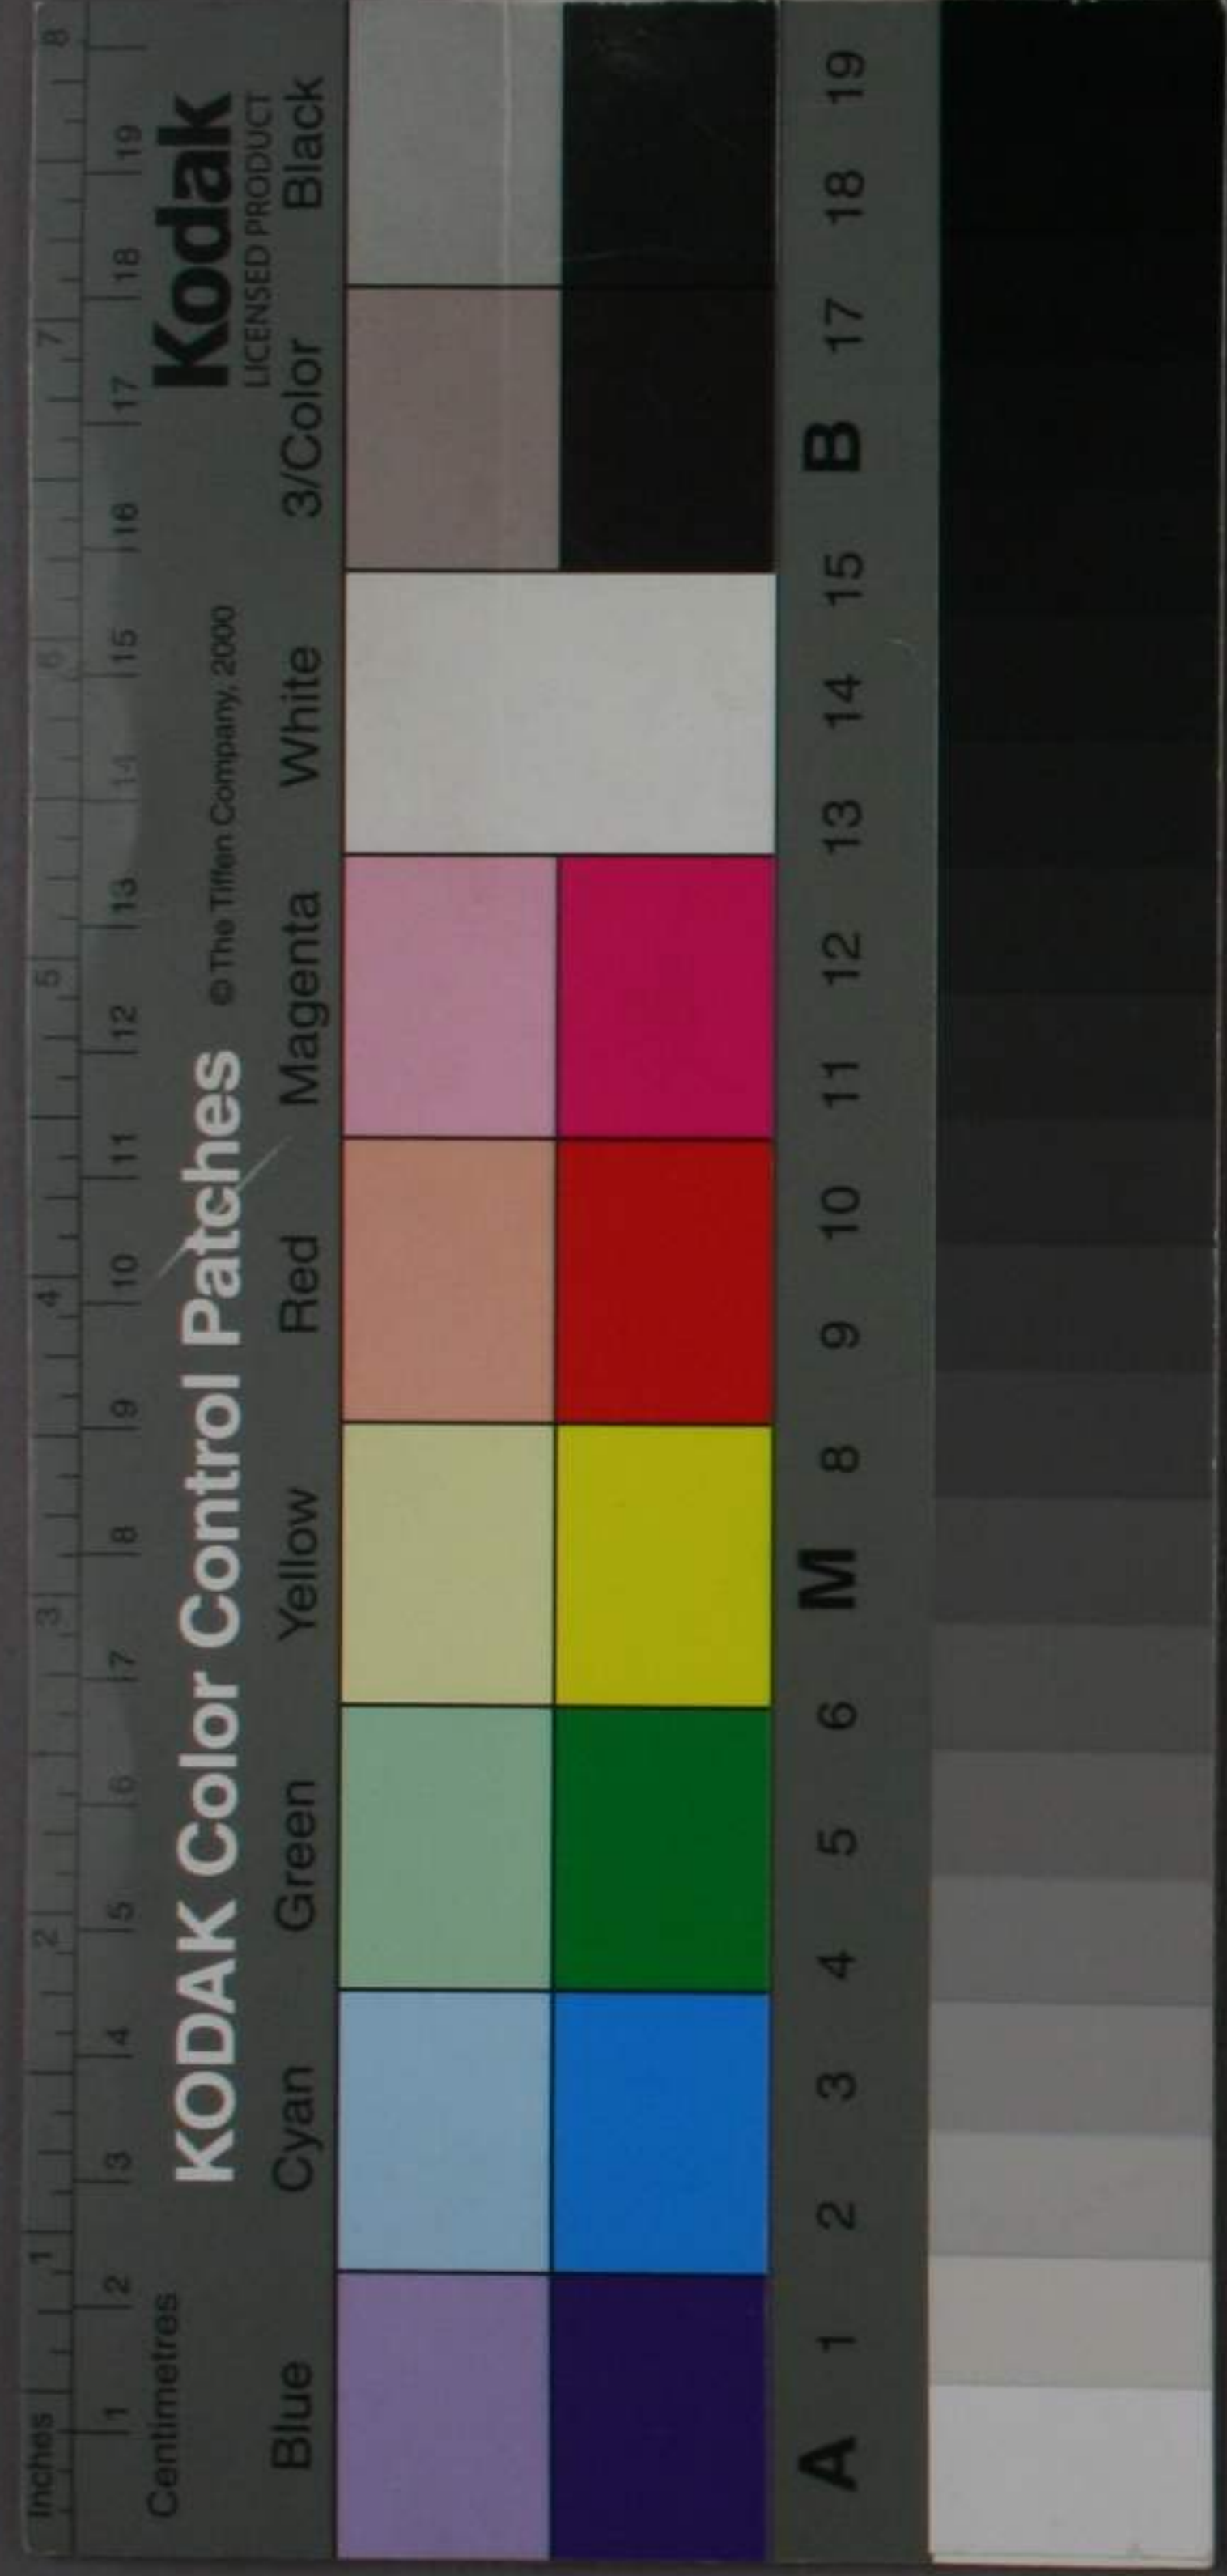 Inches 1 2 3 4 5 6 7 8
Centimetres 1 2 3 4 5 6 7 8 9 10 11 12 13 14 15 16 17 18 19
KODAK Color Control Patches © The Tiffen Company, 2000 Kodak
LICENSED PRODUCT
Blue Cyan Green Yellow Red Magenta White 3/Color Black
A 1 2 3 4 5 6 M 8 9 10 11 12 13 14 15 B 17 18 19